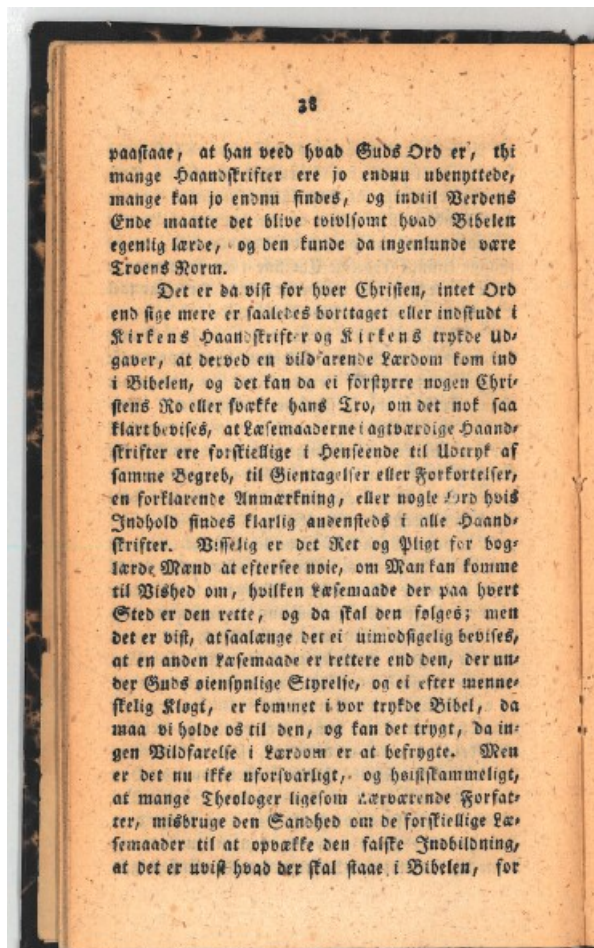 38
paastaae, at han veed hvad Guds Ord er, thi
mange Haandskrifter ere jo endnu ubenyttede,
mange kan jo endnu findes, og indtil Verdens
Ende maatte det blive tvivlsomt hvad Bibelen
egenlig lærde, og den kunde da ingenlunde være
Troens Norm.
Det er da vist for hver Christen, intet Ord
end sige mere er saaledes borttaget eller indskudt i
Kirkens Haandskrifter og Kirkens trykte Ud-
gaver, at derved en vildfarende Lærdom kom ind
i Bibelen, og det kan da ei forstyrre nogen Chri-
stens Ro eller svække hans Tro, om det nok saa
klart bevises, at Læsemaaderne i agtværdige Haand-
skrifter ere forskiellige i Henseende til Udtryk af
samme Begreb, til Gientagelser eller Forkortelser,
en forklarende Anmærkning, eller nogle Ord hvis
Indhold findes klarlig andensteds i alle Haand-
skrifter. Visselig er det Ret og Pligt for bog-
lærde Mænd at eftersee nøie, om Man kan komme
til Vished om, hvilken Læsemaade der paa hvert
Sted er den rette, og da skal den følges; men
det er vist, at saalænge det ei uimodsigelig bevises,
at en anden Læsemaade er rettere end den, der un-
der Guds øiensynlige Styrelse, og ei efter menne-
skelig Kløgt, er kommet i vor trykte Bibel, da
maa vi holde os til den, og kan det trygt, da in-
gen Vildfarelse i Lærdom er at befrygte. Men
er det nu ikke uforsvarligt, og høistskammeligt,
at mange Theologer ligesom Lærværende Forfat-
ter, misbruge den Sandhed om de forskiellige Læ-
semaader til at opvække den falske Indbildning,
at det er uvist hvad der skal staae i Bibelen, for